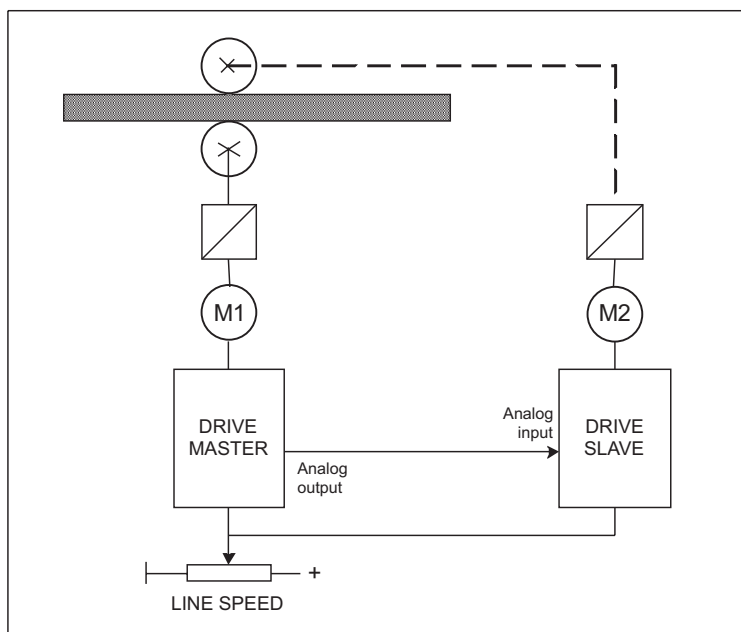 M1
M2
DRIVE
MASTER
Analog
output
Analog
input
DRIVE
SLAVE
+
LINE SPEED